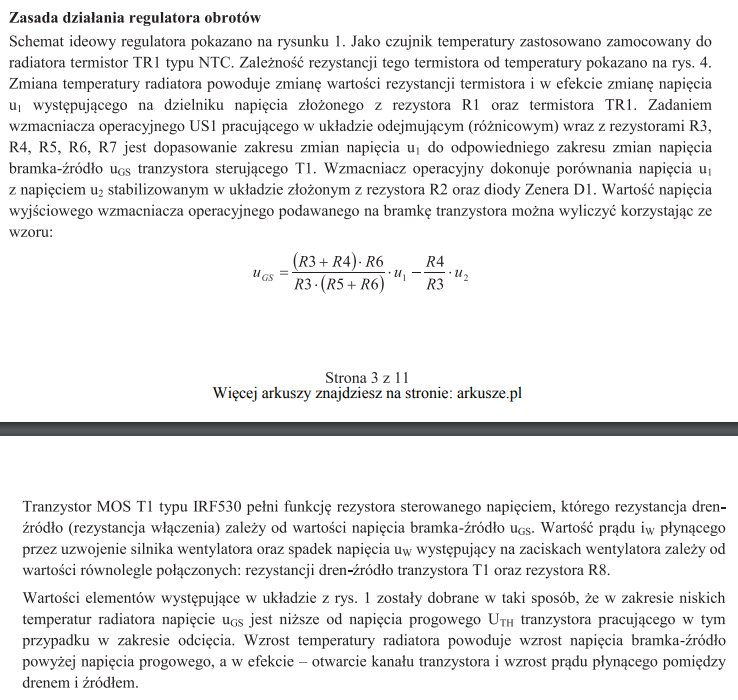 Zasada działania regulatora obrotów
Schemat ideowy regulatora pokazano na rysunku 1. Jako czujnik temperatury zastosowano zamocowany do
radiatora termistor TR1 typu NTC. Zależność rezystancji tego termistora od temperatury pokazano na rys. 4.
Zmiana temperatury radiatora powoduje zmianę wartości rezystancji termistora i w efekcie zmianę napięcia
u₁ występującego na dzielniku napięcia złożonego z rezystora R1 oraz termistora TR1. Zadaniem
wzmacniacza operacyjnego US1 pracującego w układzie odejmującym (różnicowym) wraz z rezystorami R3,
R4, R5, R6, R7 jest dopasowanie zakresu zmian napięcia u₁ do odpowiedniego zakresu zmian napięcia
bramka-źródło u_GS tranzystora sterującego T1. Wzmacniacz operacyjny dokonuje porównania napięcia u₁
z napięciem u₂ stabilizowanym w układzie złożonym z rezystora R2 oraz diody Zenera D1. Wartość napięcia
wyjściowego wzmacniacza operacyjnego podawanego na bramkę tranzystora można wyliczyć korzystając ze
wzoru:
u_GS = (R3 + R4) · R6 / R3 · (R5 + R6) · u₁ − R4 / R3 · u₂
Strona 3 z 11
Więcej arkuszy znajdziesz na stronie: arkusze.pl
Tranzystor MOS T1 typu IRF530 pełni funkcję rezystora sterowanego napięciem, którego rezystancja dren-
źródło (rezystancja włączenia) zależy od wartości napięcia bramka-źródło u_GS. Wartość prądu i_W płynącego
przez uzwojenie silnika wentylatora oraz spadek napięcia u_W występujący na zaciskach wentylatora zależy od
wartości równolegle połączonych: rezystancji dren-źródło tranzystora T1 oraz rezystora R8.
Wartości elementów występujące w układzie z rys. 1 zostały dobrane w taki sposób, że w zakresie niskich
temperatur radiatora napięcie u_GS jest niższe od napięcia progowego U_TH tranzystora pracującego w tym
przypadku w zakresie odcięcia. Wzrost temperatury radiatora powoduje wzrost napięcia bramka-źródło
powyżej napięcia progowego, a w efekcie – otwarcie kanału tranzystora i wzrost prądu płynącego pomiędzy
drenem i źródłem.